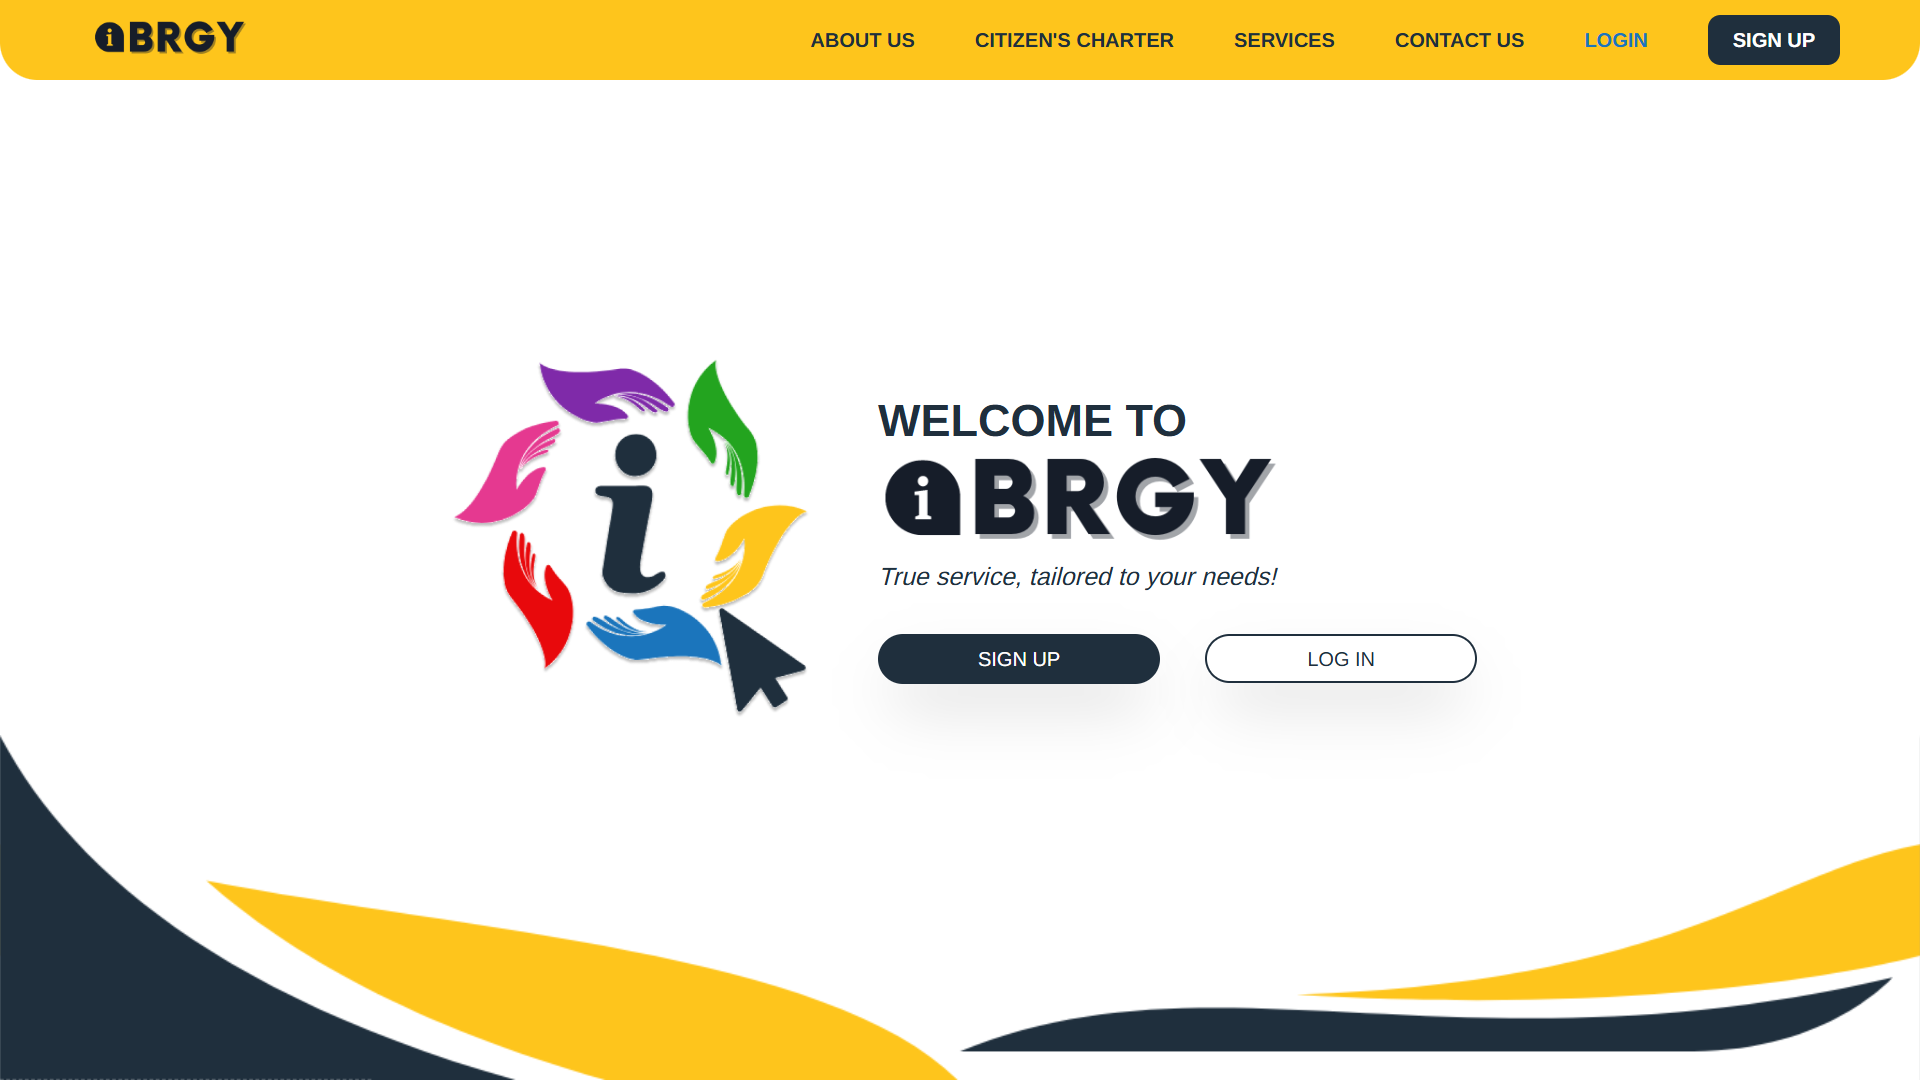 iBRGY
ABOUT US
CITIZEN'S CHARTER
SERVICES
CONTACT US
LOGIN
SIGN UP
i
WELCOME TO
iBRGY
True service, tailored to your needs!
SIGN UP
LOG IN